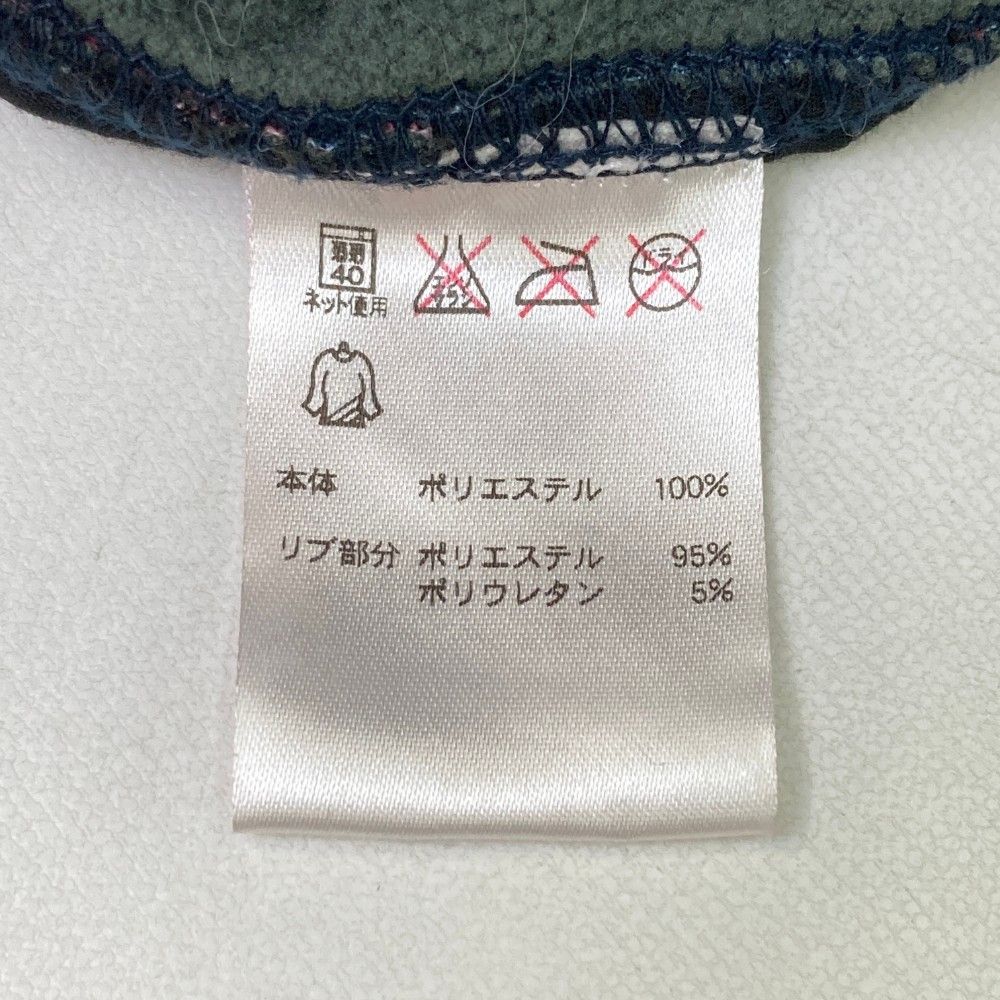 40
ネット使用
エンソ
サラシ
ドライ
本体 ポリエステル 100%
リブ部分 ポリエステル 95%
ポリウレタン 5%